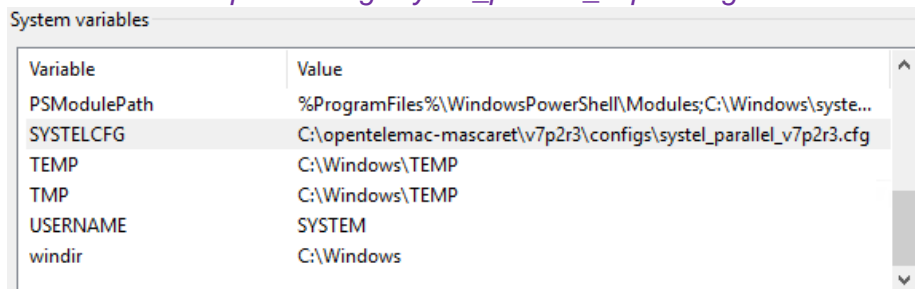 System variables
Variable Value
PSModulePath %ProgramFiles%\WindowsPowerShell\Modules;C:\Windows\syste...
SYSTELCFG C:\opentelemac-mascaret\v7p2r3\configs\systel_parallel_v7p2r3.cfg
TEMP C:\Windows\TEMP
TMP C:\Windows\TEMP
USERNAME SYSTEM
windir C:\Windows